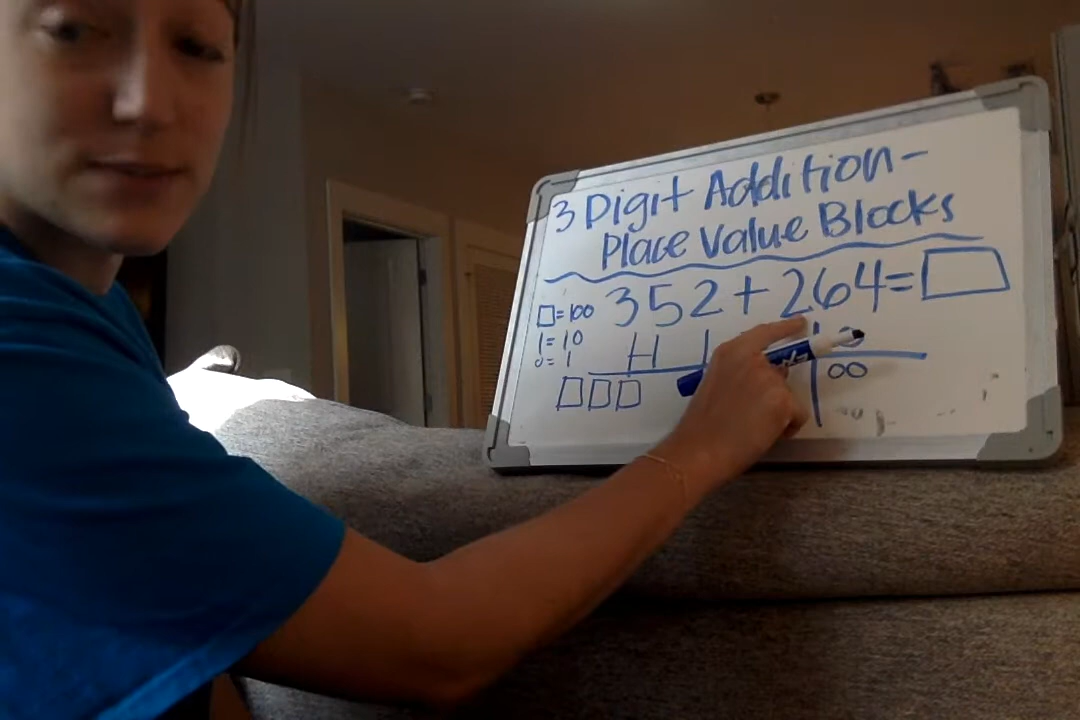 3 Digit Addition-
Place Value Blocks
352+264=□
□=100
|=10
o=1
H